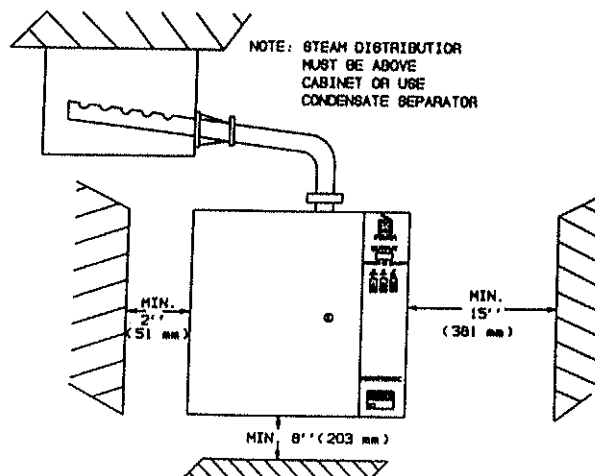 NOTE: STEAM DISTRIBUTIOR
MUST BE ABOVE
CABINET OR USE
CONDENSATE SEPARATOR
MIN.
2''
(51 mm)
MIN.
15''
(381 mm)
MIN. 8''(203 mm)